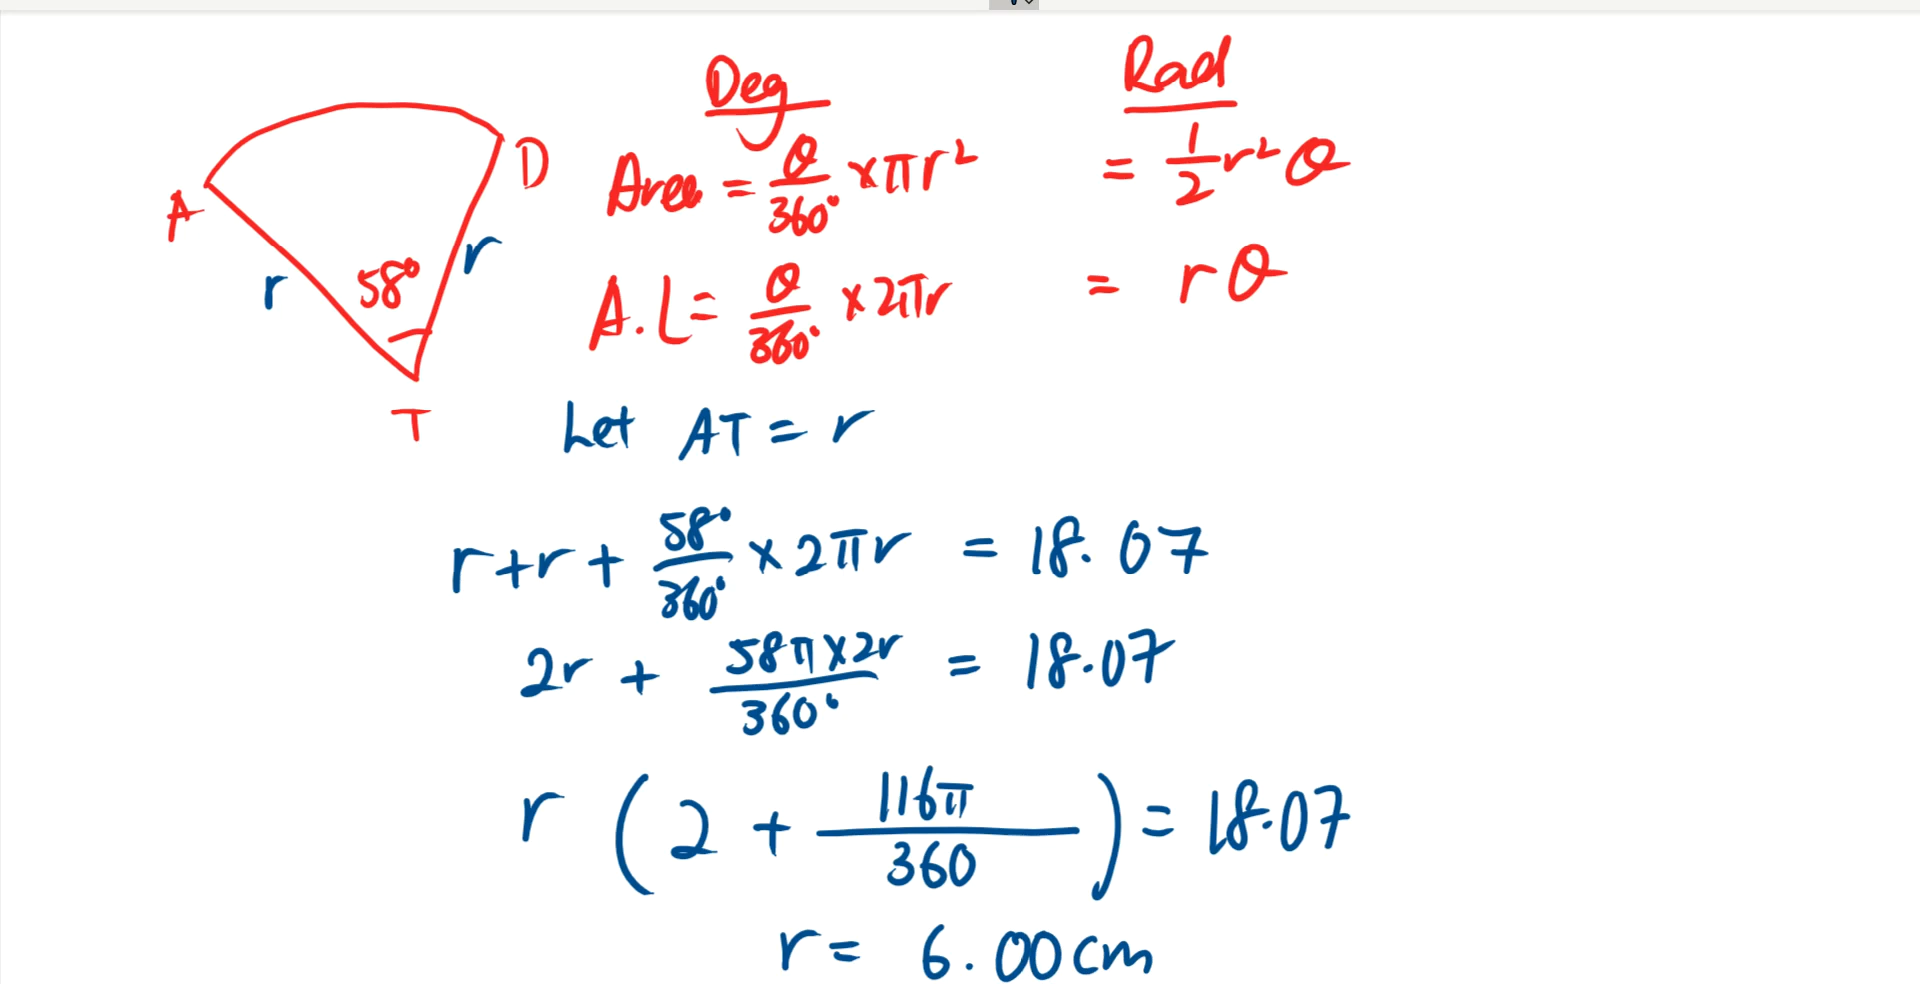 Deg
Rad
Area = θ/360° × πr²
= 1/2 r² θ
A.L = θ/360° × 2πr
= rθ
A
D
r
r
58°
T
Let AT = r
r + r + 58°/360° × 2πr = 18.07
2r + 58π × 2r/360° = 18.07
r (2 + 116π/360) = 18.07
r = 6.00 cm